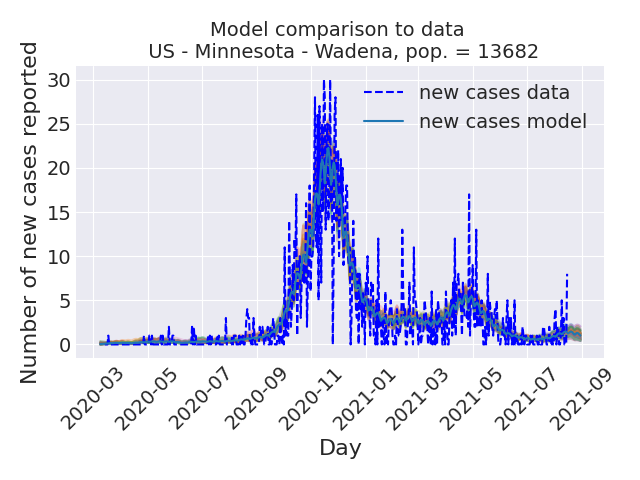 Model comparison to data
US - Minnesota - Wadena, pop. = 13682
Number of new cases reported
30
25
20
15
10
5
0
new cases data
new cases model
2020-03
2020-05
2020-07
2020-09
2020-11
2021-01
2021-03
2021-05
2021-07
2021-09
Day